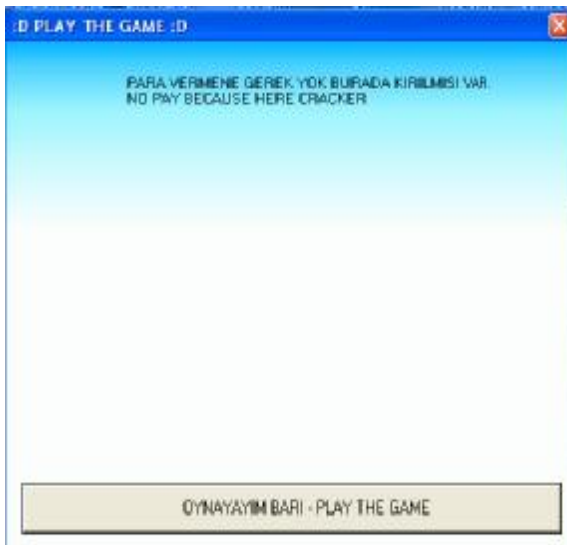 :D PLAY THE GAME :D
PARA VERMENE GEREK YOK BURADA KIRILMISI VAR
NO PAY BECAUSE HERE CRACKER
OYNAYAYIM BARI - PLAY THE GAME